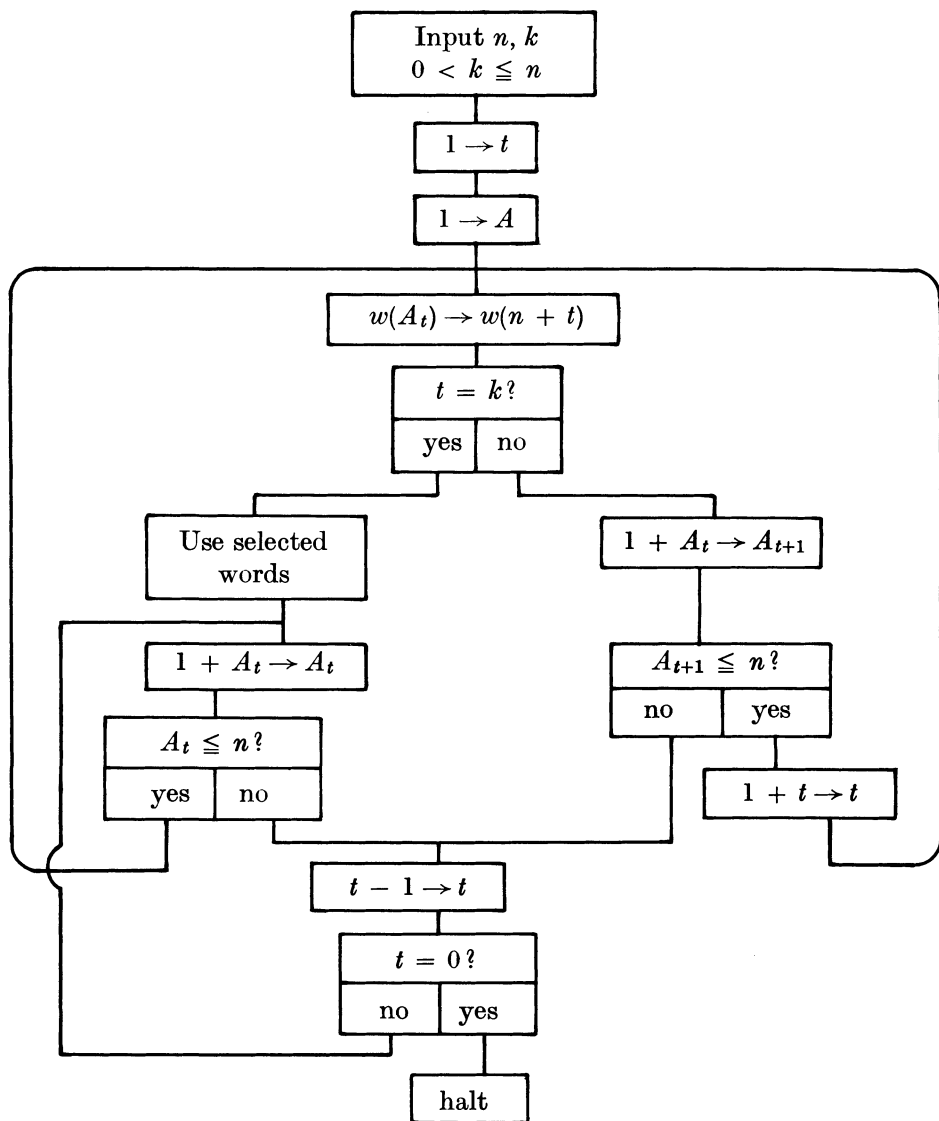 Input n, k
0 < k ≦ n
1 → t
1 → A
w(A_t) → w(n + t)
t = k?
yes no
Use selected
words
1 + A_t → A_{t+1}
1 + A_t → A_t
A_{t+1} ≦ n?
no yes
A_t ≦ n?
yes no
1 + t → t
t − 1 → t
t = 0?
no yes
halt